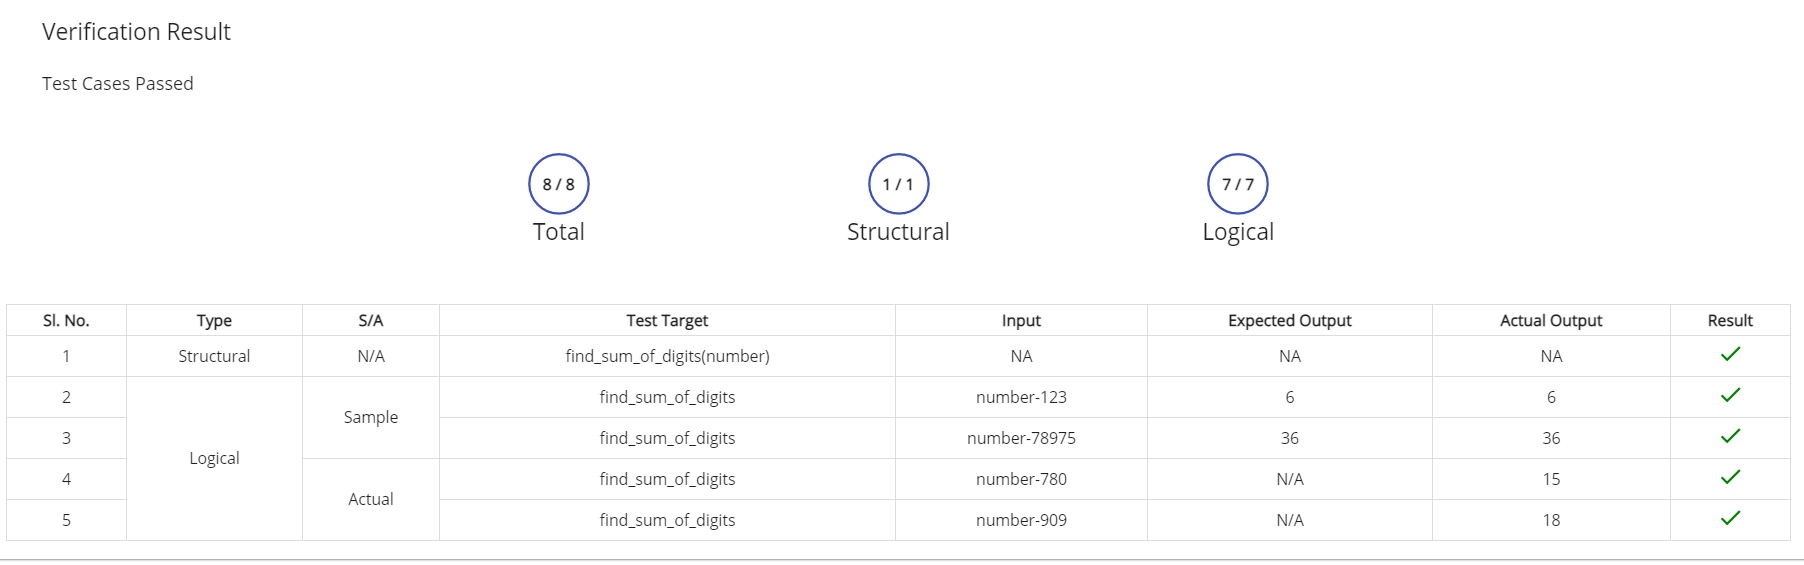 Verification Result
Test Cases Passed
8 / 8 1 / 1 7 / 7
Total Structural Logical
Sl. No. Type S/A Test Target Input Expected Output Actual Output Result
1 Structural N/A find_sum_of_digits(number) NA NA NA
2 find_sum_of_digits number-123 6 6
Sample
3 find_sum_of_digits number-78975 36 36
Logical
4 find_sum_of_digits number-780 N/A 15
Actual
5 find_sum_of_digits number-909 N/A 18